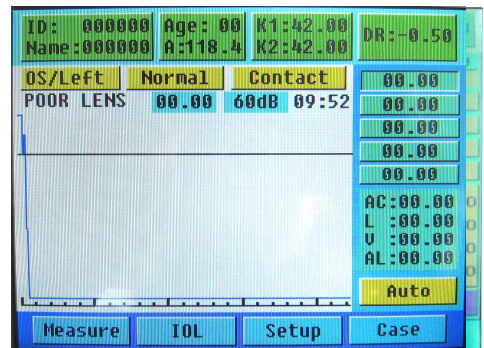 ID: 000000 Age: 00 K1:42.00 DR:-0.50
Name:000000 A:118.4 K2:42.00
OS/Left Normal Contact
POOR LENS 00.00 60dB 09:52
00.00
00.00
00.00
00.00
00.00
AC:00.00
L :00.00
V :00.00
AL:00.00
Auto
Measure IOL Setup Case